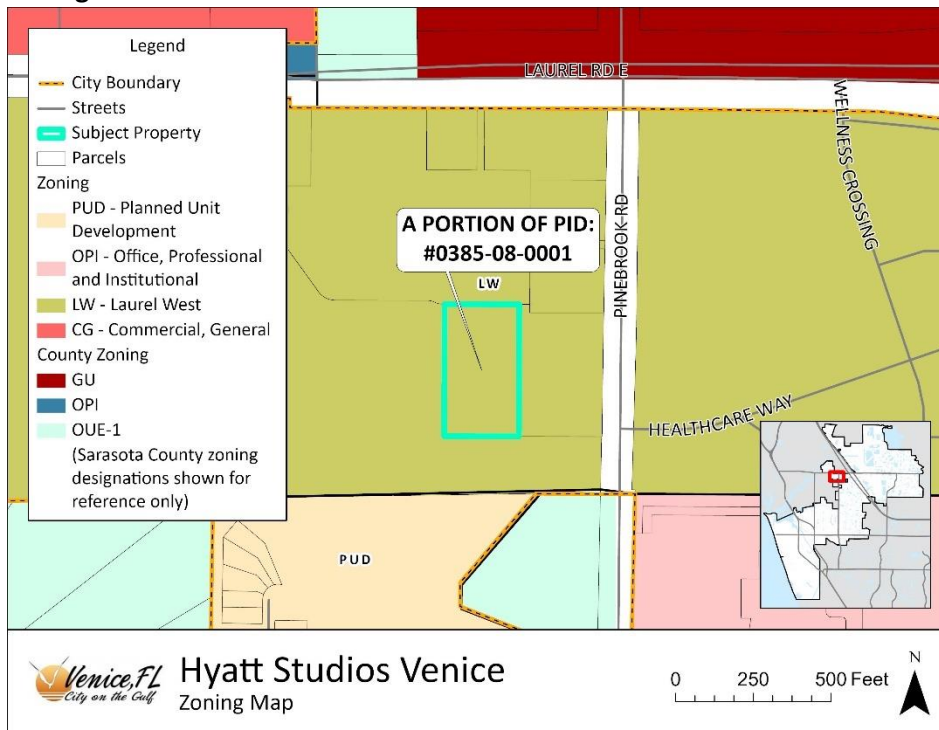 Legend
City Boundary
Streets
Subject Property
Parcels
Zoning
PUD - Planned Unit
Development
OPI - Office, Professional
and Institutional
LW - Laurel West
CG - Commercial, General
County Zoning
GU
OPI
OUE-1
(Sarasota County zoning
designations shown for
reference only)
LAUREL RD E
WELLNESS CROSSING
PINEBROOK RD
A PORTION OF PID:
#0385-08-0001
LW
HEALTHCARE WAY
PUD
Venice, FL
City on the Gulf
Hyatt Studios Venice
Zoning Map
0 250 500 Feet
N